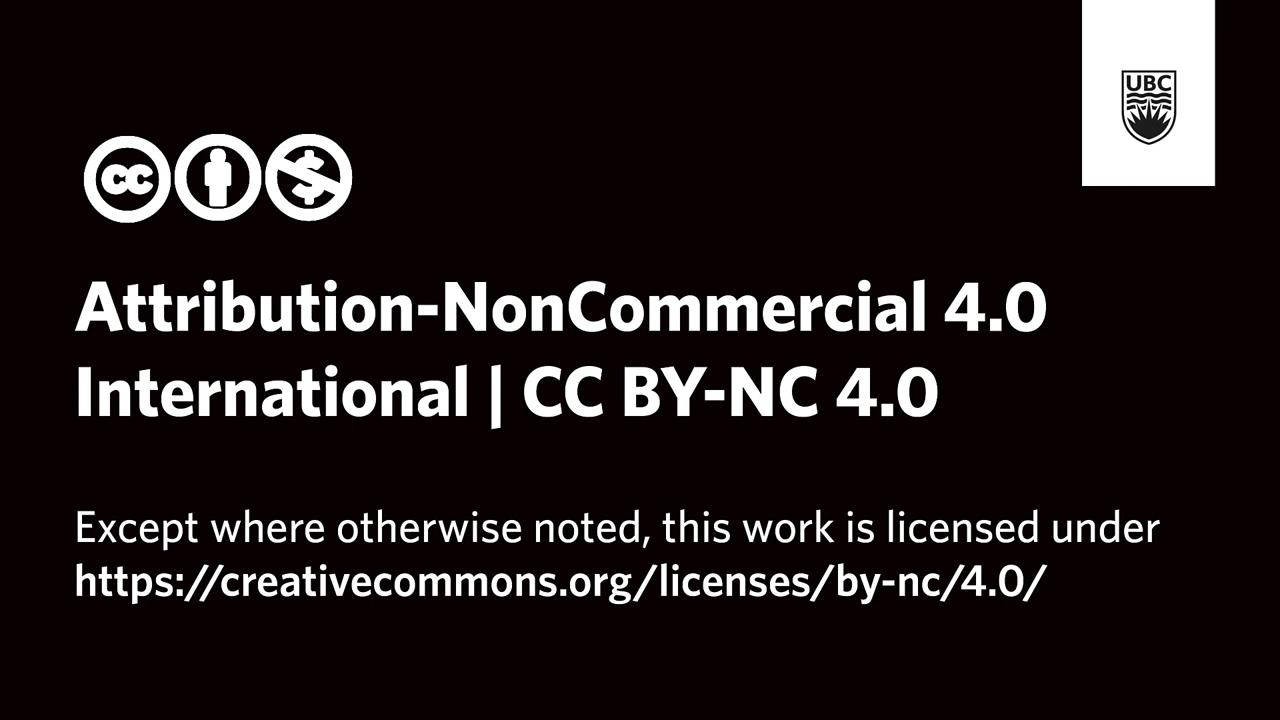 UBC
cc
Attribution-NonCommercial 4.0
International | CC BY-NC 4.0
Except where otherwise noted, this work is licensed under
https://creativecommons.org/licenses/by-nc/4.0/